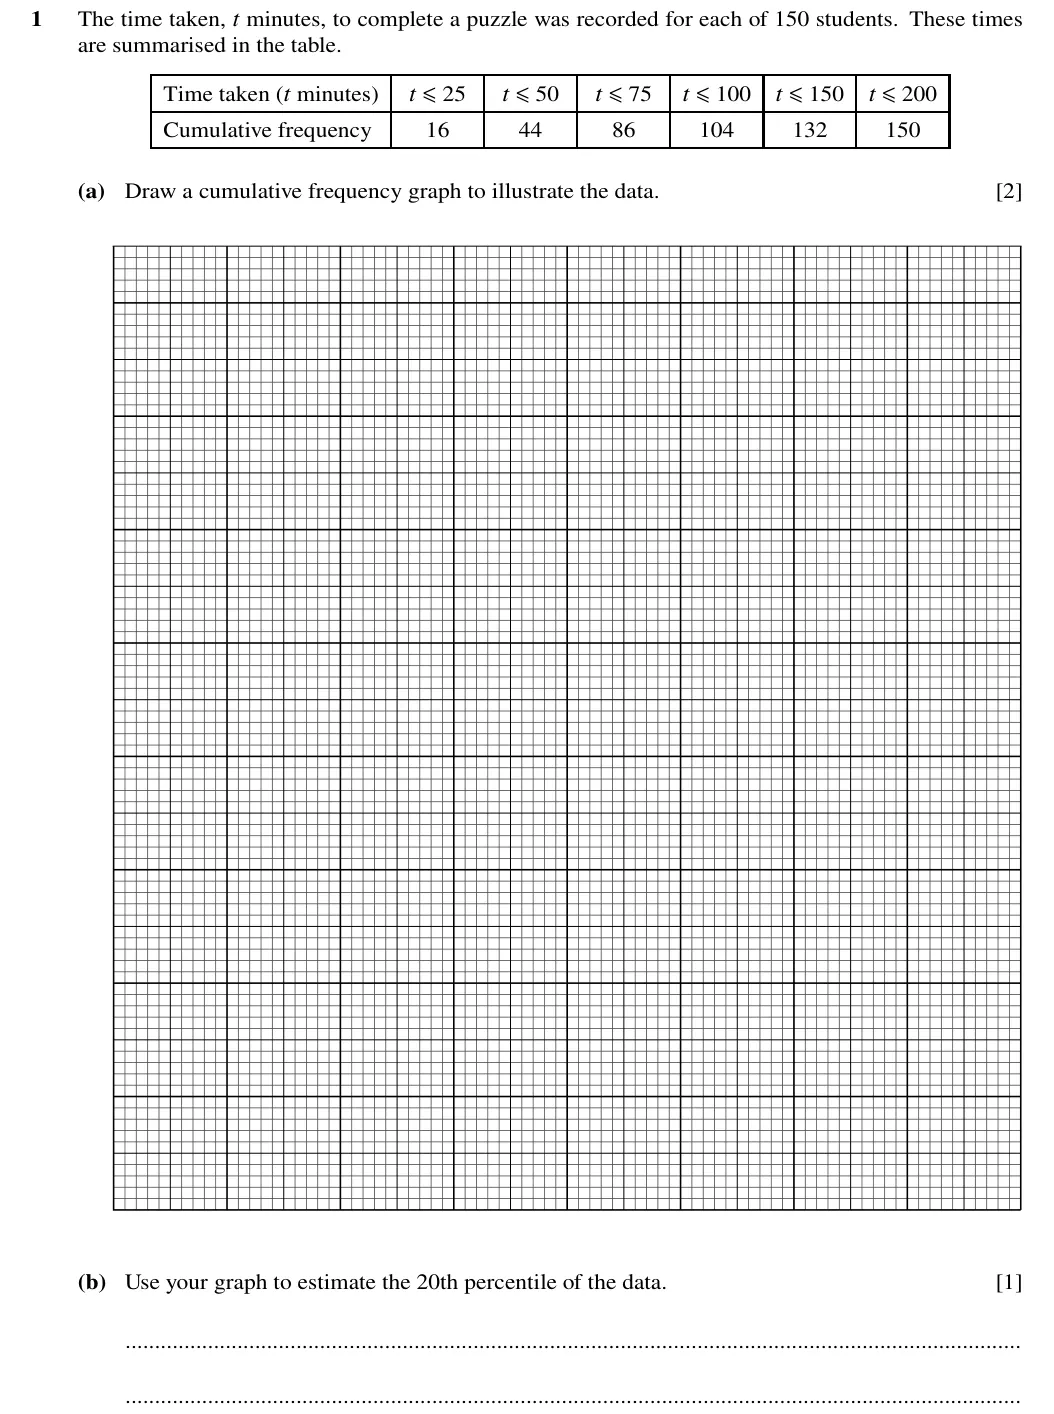 1 The time taken, t minutes, to complete a puzzle was recorded for each of 150 students. These times
are summarised in the table.
Time taken (t minutes) t ⩽ 25 t ⩽ 50 t ⩽ 75 t ⩽ 100 t ⩽ 150 t ⩽ 200
Cumulative frequency 16 44 86 104 132 150
(a) Draw a cumulative frequency graph to illustrate the data. [2]
(b) Use your graph to estimate the 20th percentile of the data. [1]